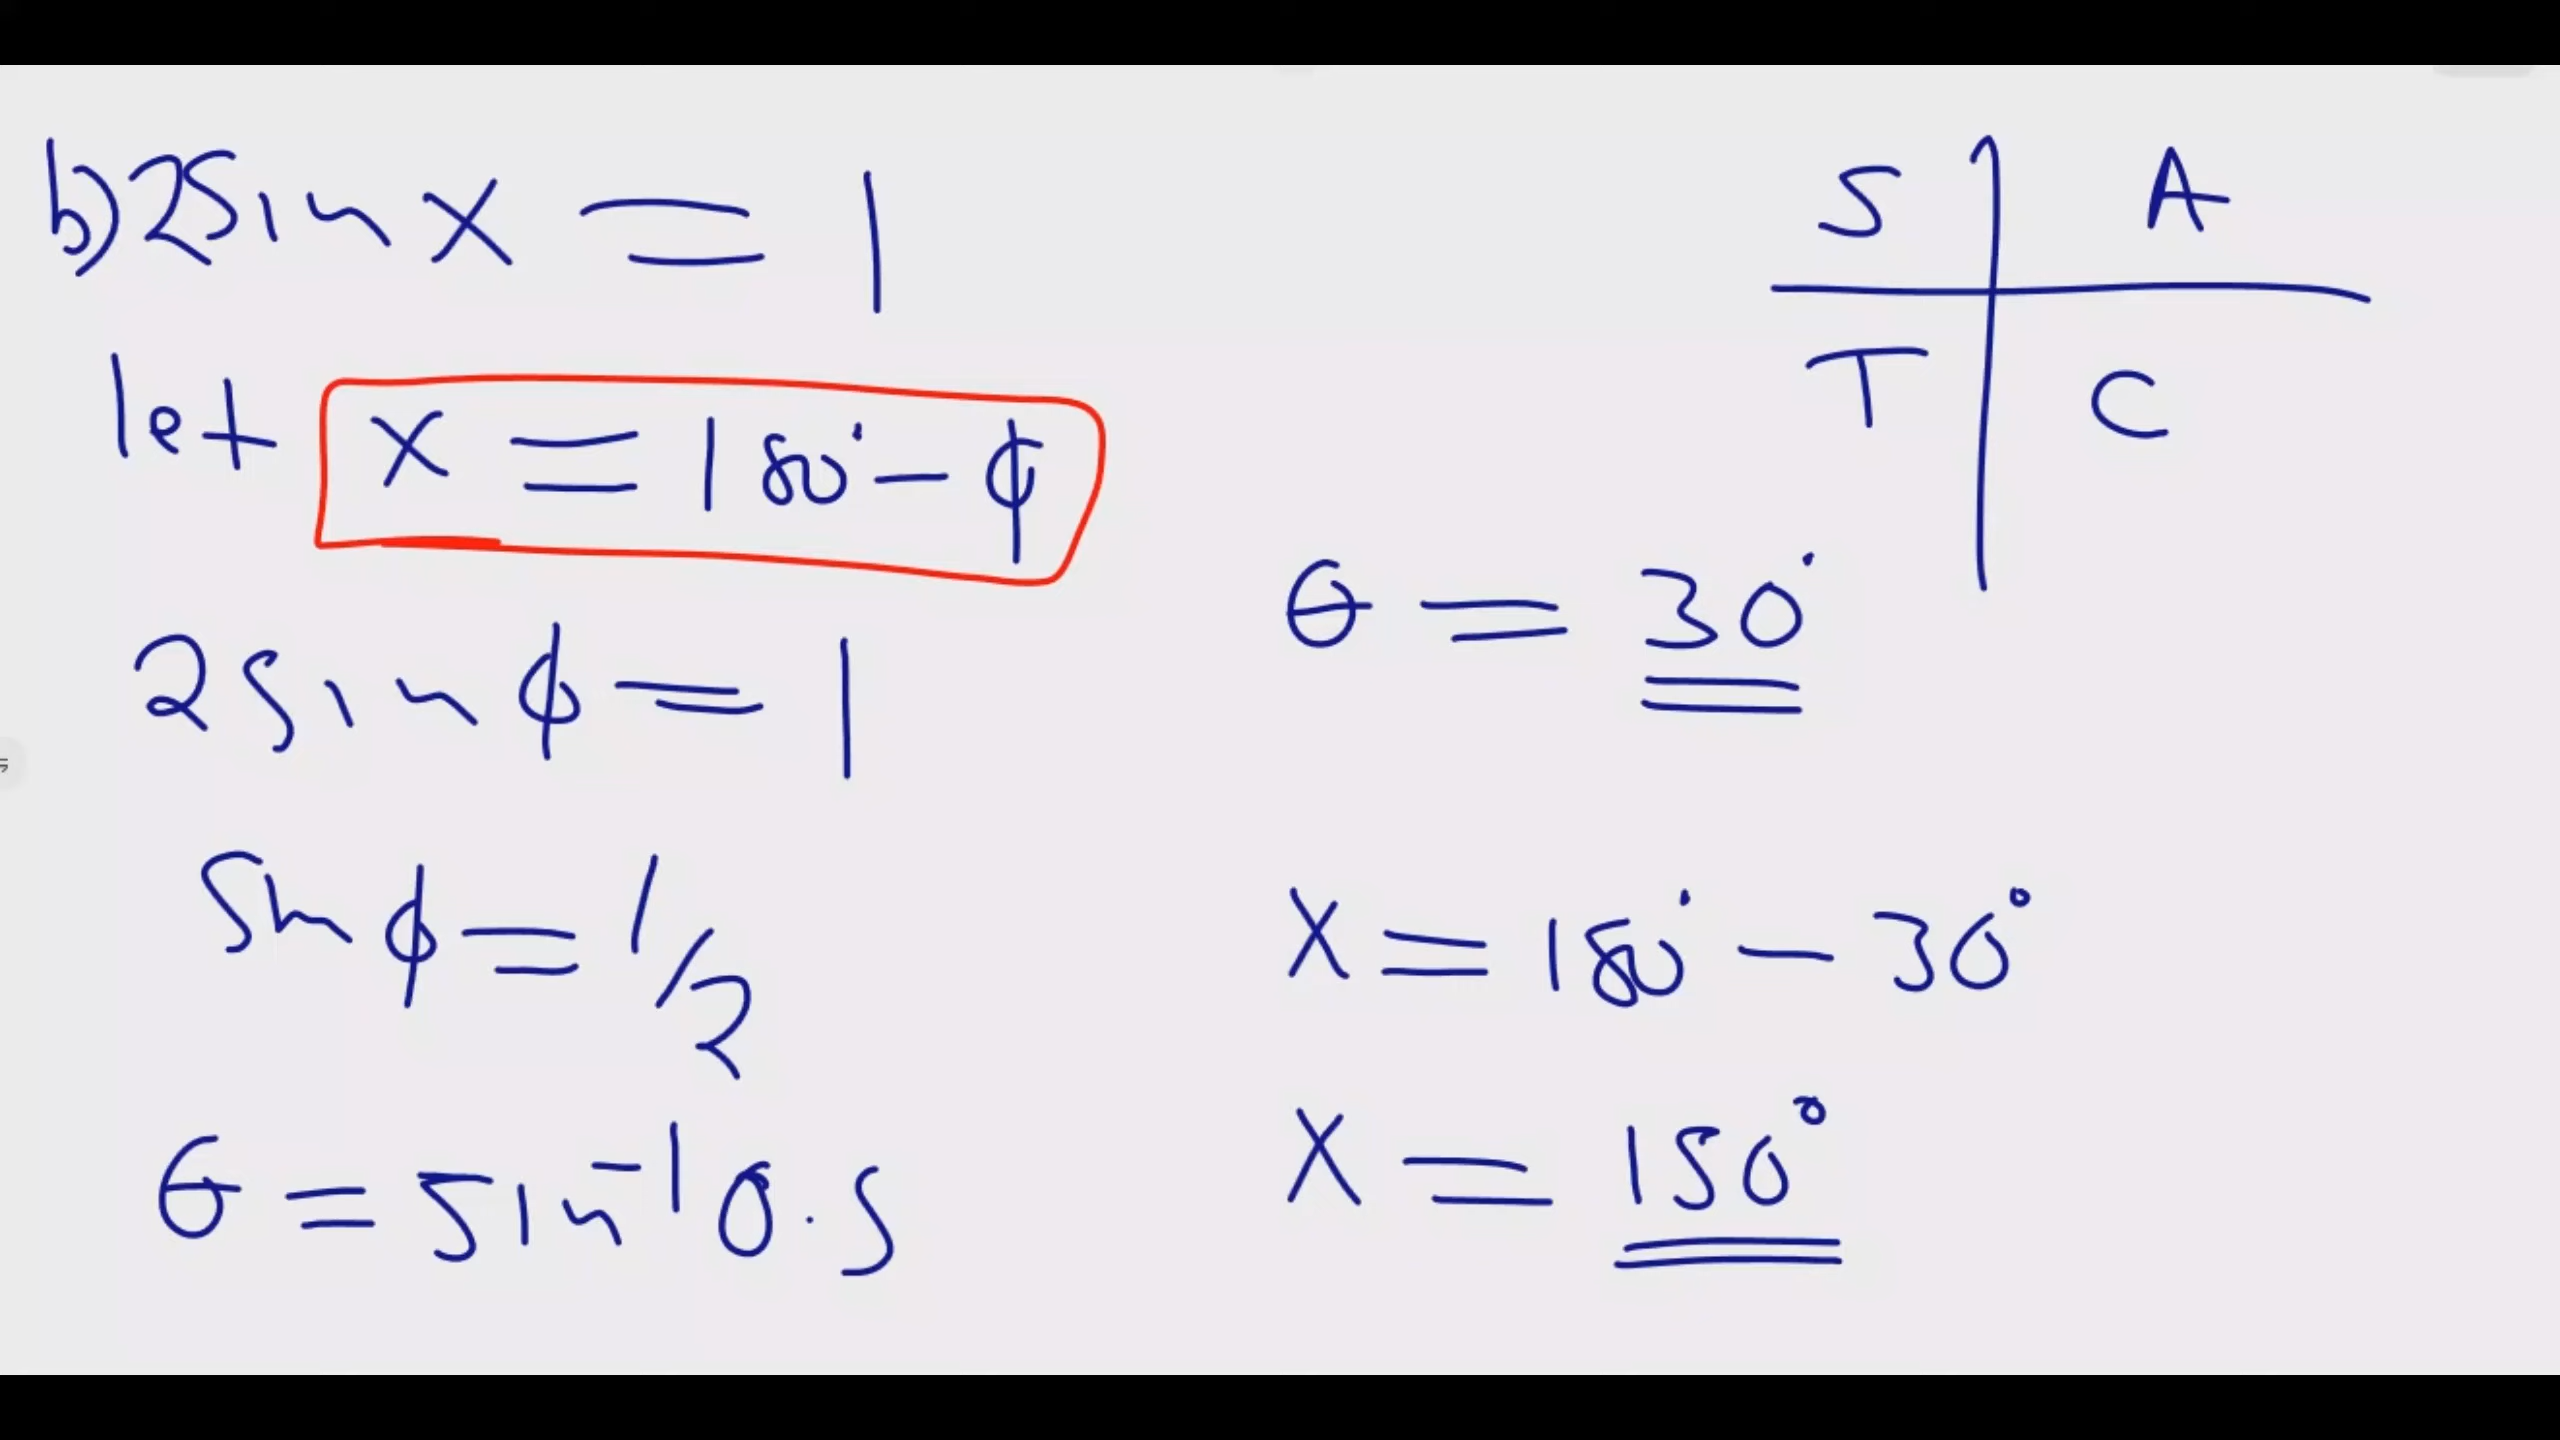 b) 2sin x = 1
let x = 180° - ϕ
2sin ϕ = 1
sin ϕ = 1/2
θ = sin⁻¹ 0.5
S A
T C
θ = 30°
x = 180° - 30°
x = 150°